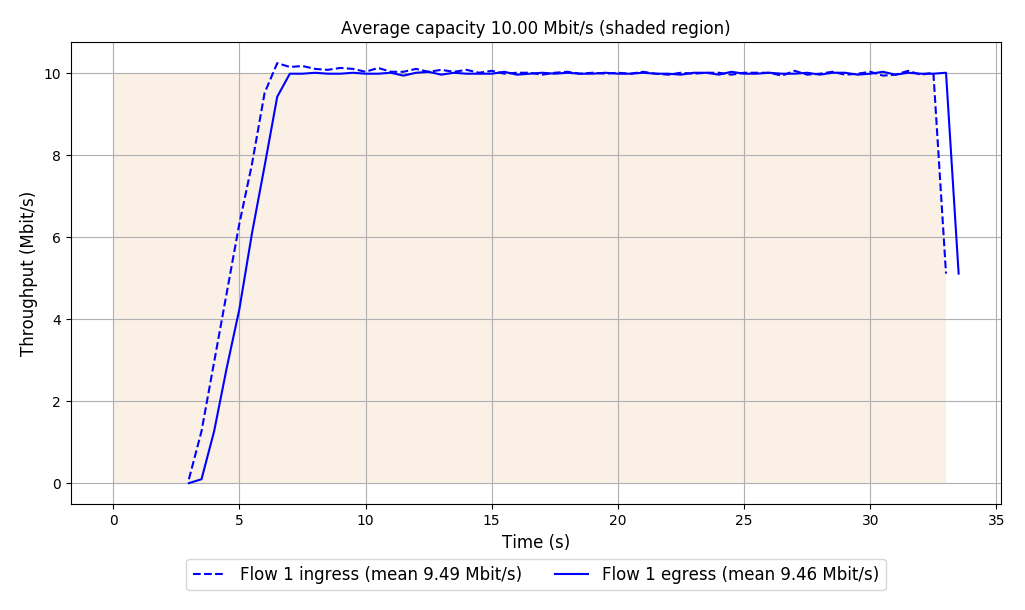 Average capacity 10.00 Mbit/s (shaded region)
Throughput (Mbit/s)
10
8
6
4
2
0
0 5 10 15 20 25 30 35
Time (s)
Flow 1 ingress (mean 9.49 Mbit/s) Flow 1 egress (mean 9.46 Mbit/s)